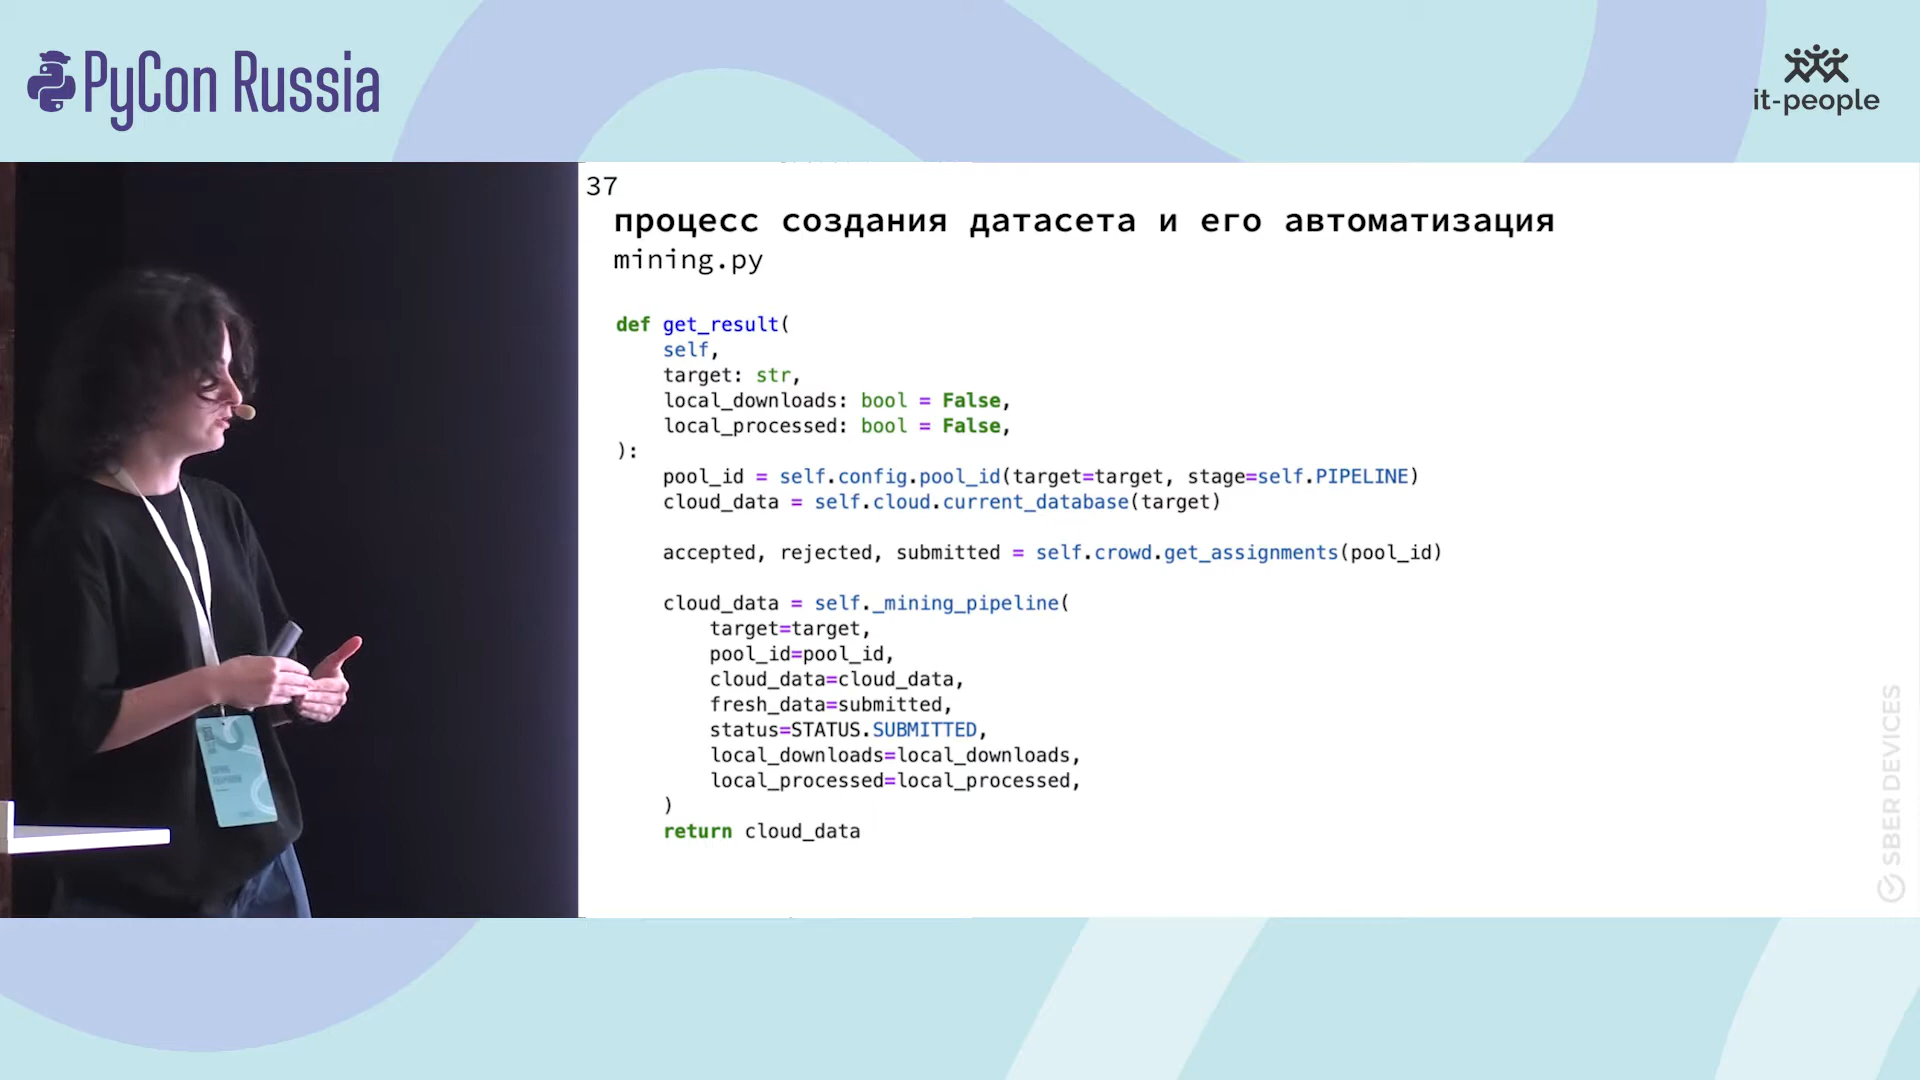 PyCon Russia
it-people
37
процесс создания датасета и его автоматизация
mining.py
def get_result(
    self,
    target: str,
    local_downloads: bool = False,
    local_processed: bool = False,
):
    pool_id = self.config.pool_id(target=target, stage=self.PIPELINE)
    cloud_data = self.cloud.current_database(target)
    accepted, rejected, submitted = self.crowd.get_assignments(pool_id)
    cloud_data = self._mining_pipeline(
        target=target,
        pool_id=pool_id,
        cloud_data=cloud_data,
        fresh_data=submitted,
        status=STATUS.SUBMITTED,
        local_downloads=local_downloads,
        local_processed=local_processed,
    )
    return cloud_data
SBER DEVICES